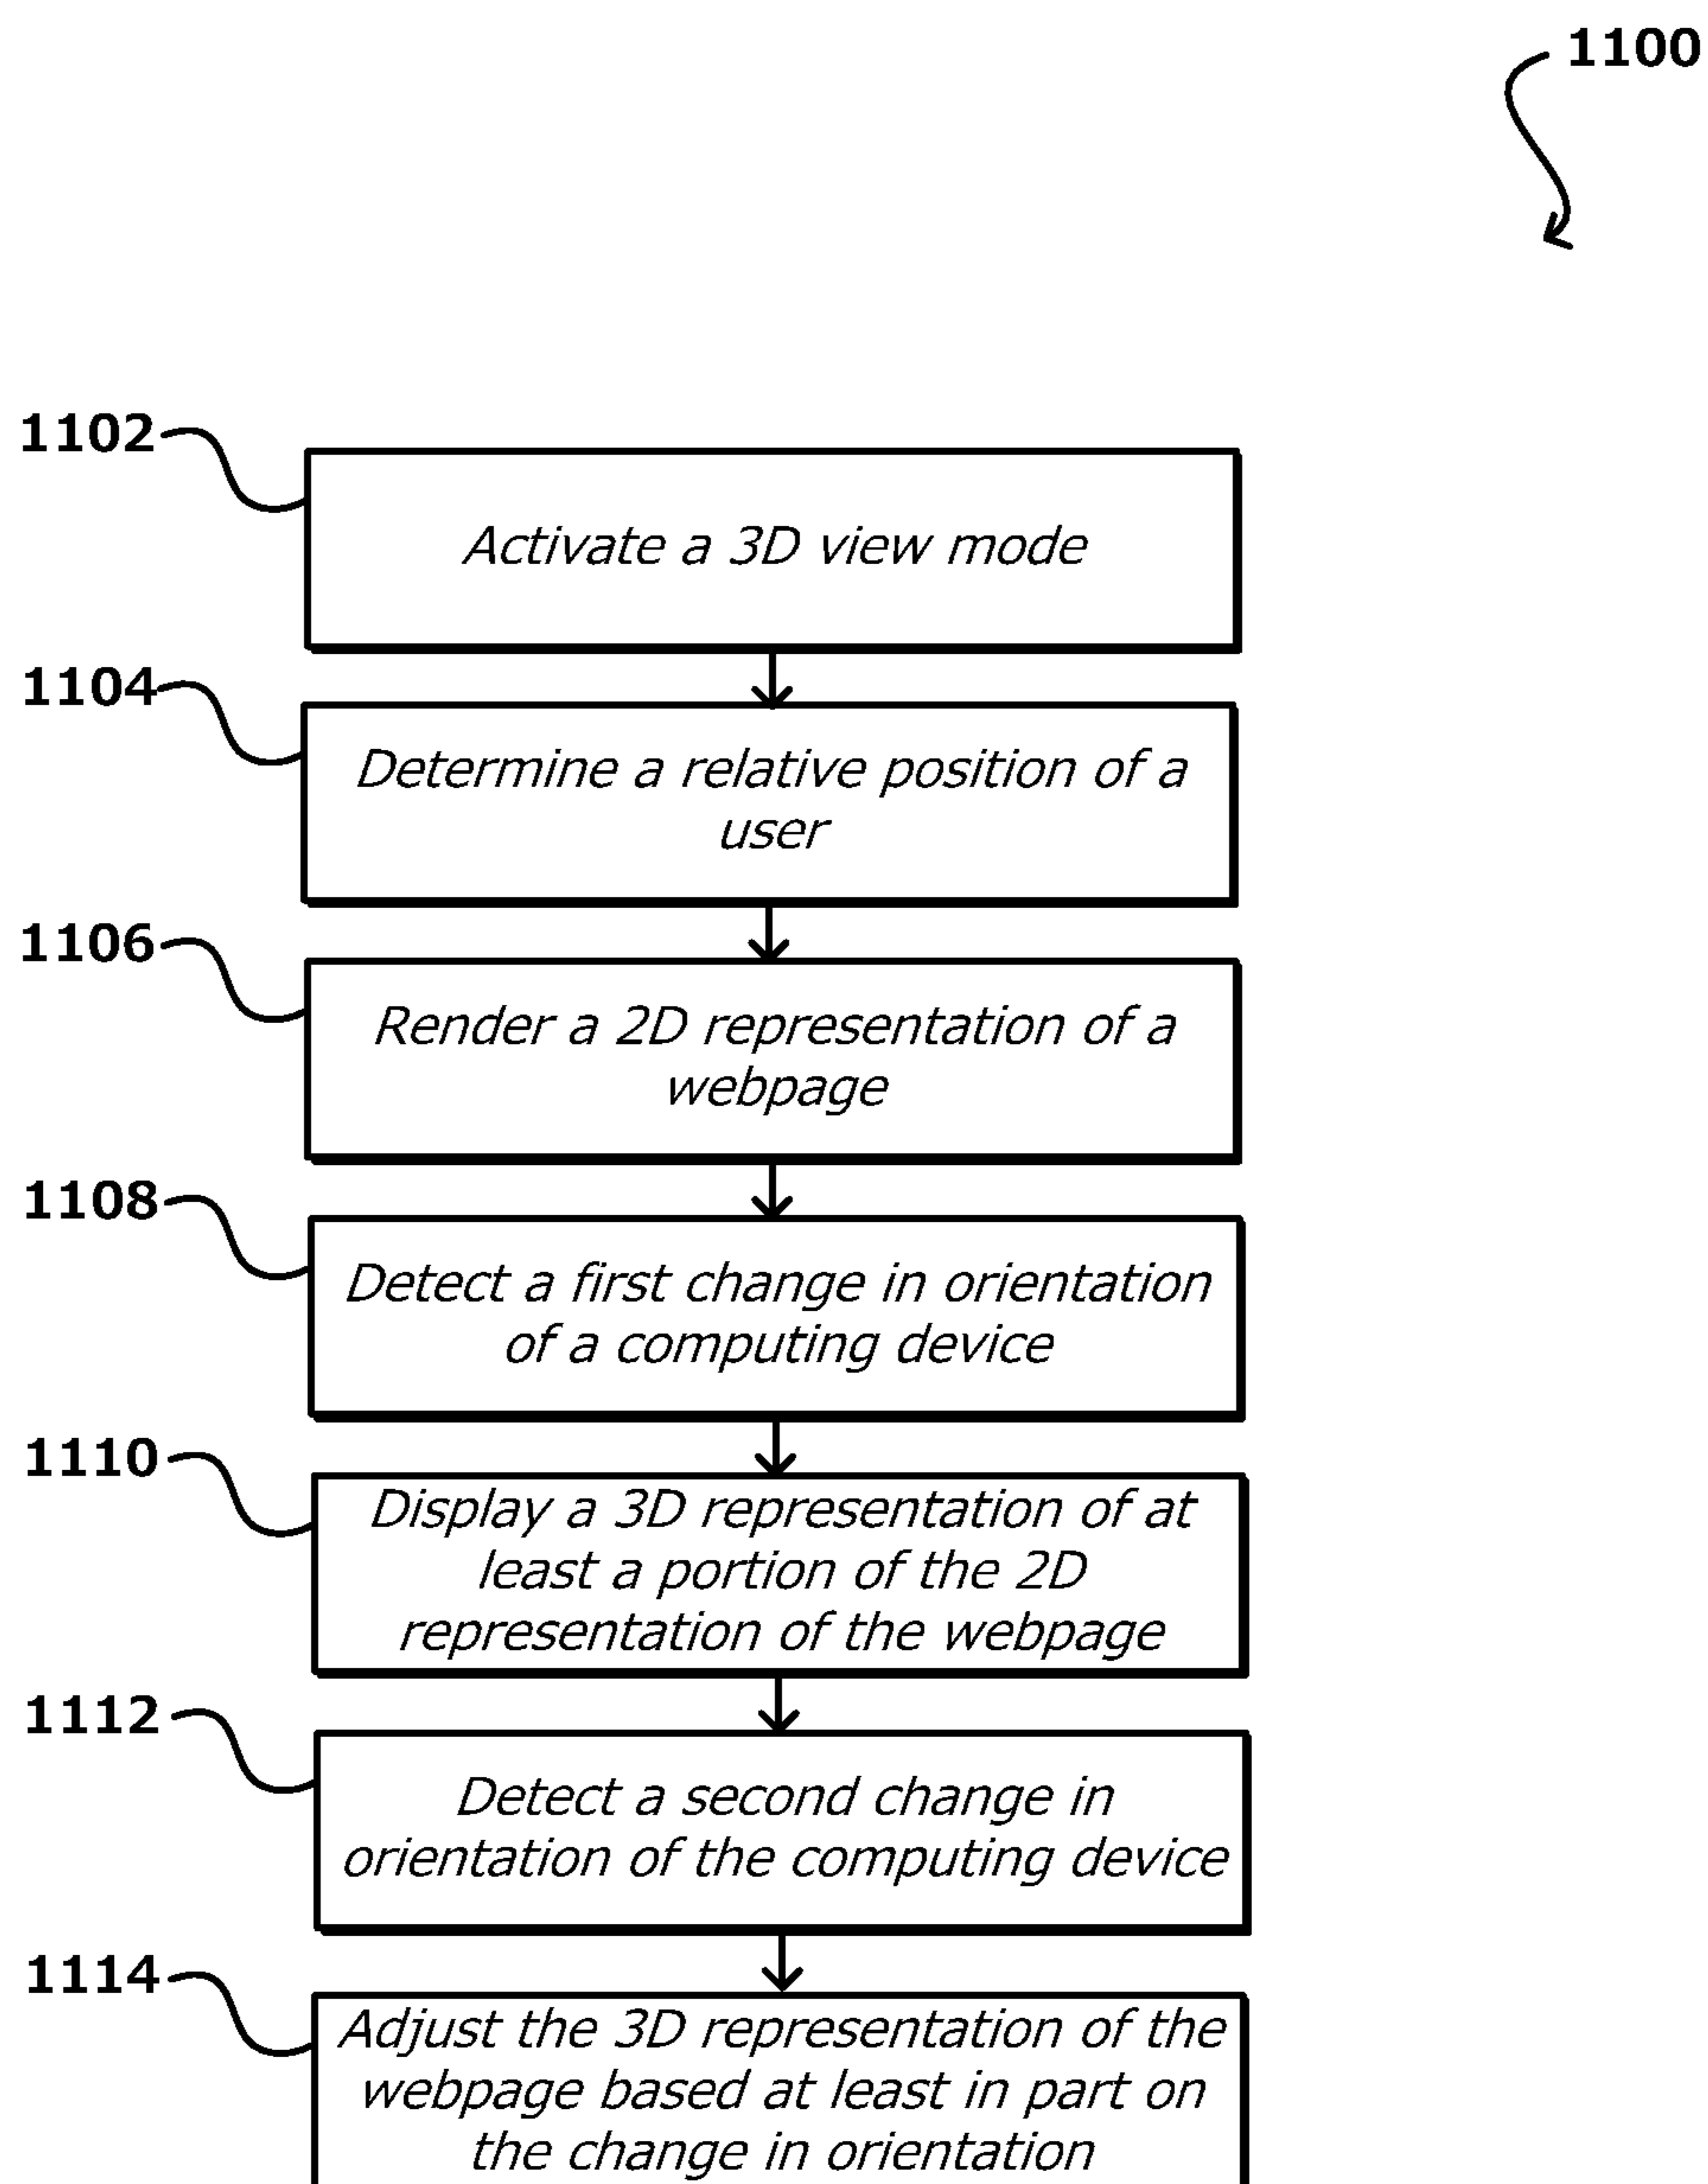 1100
1102
Activate a 3D view mode
1104
Determine a relative position of a
user
1106
Render a 2D representation of a
webpage
1108
Detect a first change in orientation
of a computing device
1110
Display a 3D representation of at
least a portion of the 2D
representation of the webpage
1112
Detect a second change in
orientation of the computing device
1114
Adjust the 3D representation of the
webpage based at least in part on
the change in orientation